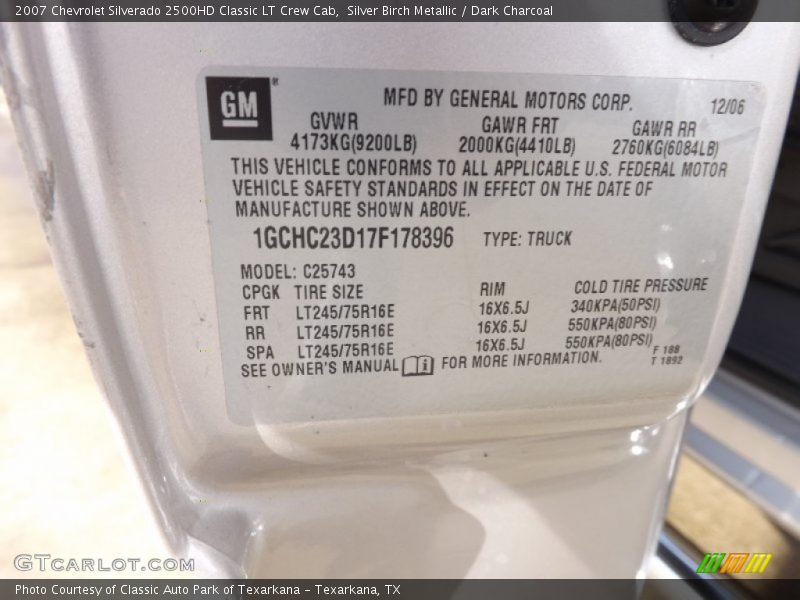 2007 Chevrolet Silverado 2500HD Classic LT Crew Cab,  Silver Birch Metallic / Dark Charcoal
GM
MFD BY GENERAL MOTORS CORP. 12/06
GVWR GAWR FRT GAWR RR
4173KG(9200LB) 2000KG(4410LB) 2760KG(6084LB)
THIS VEHICLE CONFORMS TO ALL APPLICABLE U.S. FEDERAL MOTOR
VEHICLE SAFETY STANDARDS IN EFFECT ON THE DATE OF
MANUFACTURE SHOWN ABOVE.
1GCHC23D17F178396 TYPE: TRUCK
MODEL: C25743
CPGK TIRE SIZE RIM COLD TIRE PRESSURE
FRT LT245/75R16E 16X6.5J 340KPA(50PSI)
RR LT245/75R16E 16X6.5J 550KPA(80PSI)
SPA LT245/75R16E 16X6.5J 550KPA(80PSI)
SEE OWNER'S MANUAL i FOR MORE INFORMATION.
F 188
T 1892
GTCARLOT.COM
Photo Courtesy of Classic Auto Park of Texarkana - Texarkana, TX